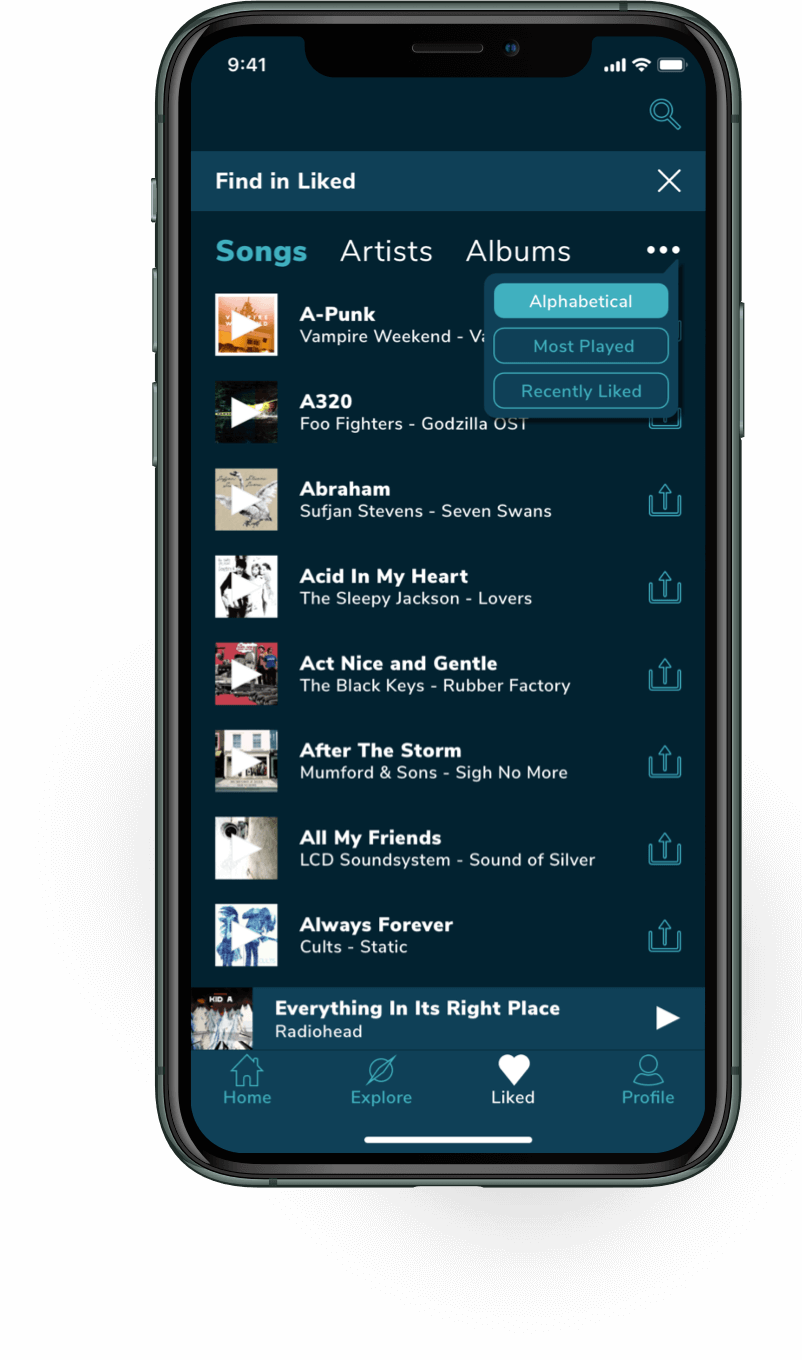 9:41
Find in Liked
Songs Artists Albums
Alphabetical
Most Played
Recently Liked
A-Punk
Vampire Weekend - Va
A320
Foo Fighters - Godzilla OST
Abraham
Sufjan Stevens - Seven Swans
Acid In My Heart
The Sleepy Jackson - Lovers
Act Nice and Gentle
The Black Keys - Rubber Factory
After The Storm
Mumford & Sons - Sigh No More
All My Friends
LCD Soundsystem - Sound of Silver
Always Forever
Cults - Static
KID A
Everything In Its Right Place
Radiohead
Home Explore Liked Profile